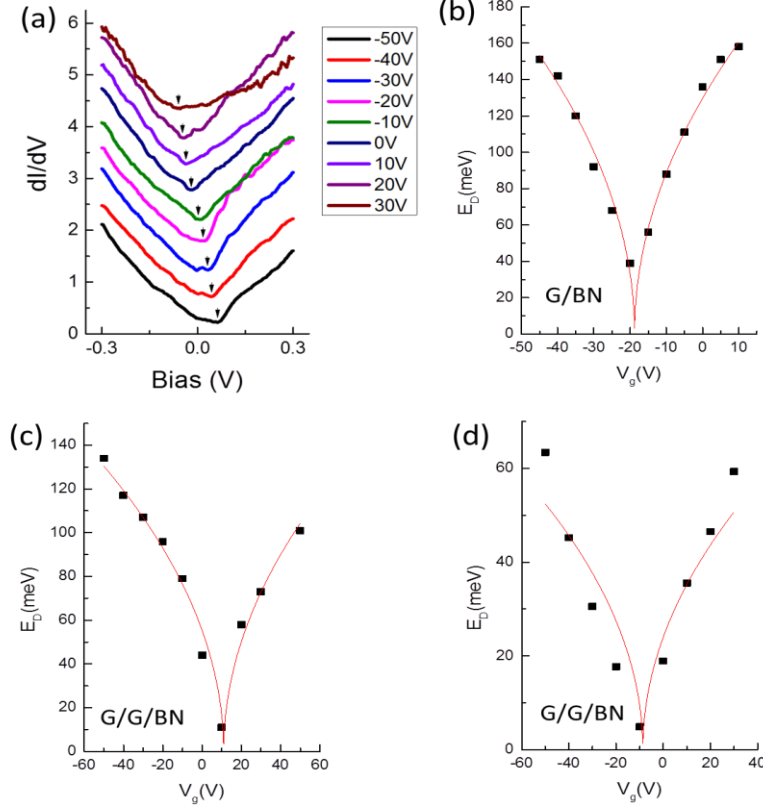 (a)
6
5
4
3
2
1
0
dI/dV
-0.3
0.0
0.3
Bias (V)
-50V
-40V
-30V
-20V
-10V
0V
10V
20V
30V
(b)
180
160
140
120
100
80
60
40
20
0
E_D(meV)
G/BN
-50 -40 -30 -20 -10 0 10
V_g(V)
(c)
140
120
100
80
60
40
20
0
E_D(meV)
G/G/BN
-60 -40 -20 0 20 40 60
V_g(V)
(d)
60
40
20
0
E_D(meV)
G/G/BN
-60 -40 -20 0 20 40
V_g(V)